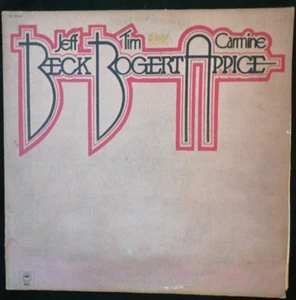 Jeff Tim Carmine
BECK BOGERT APPICE